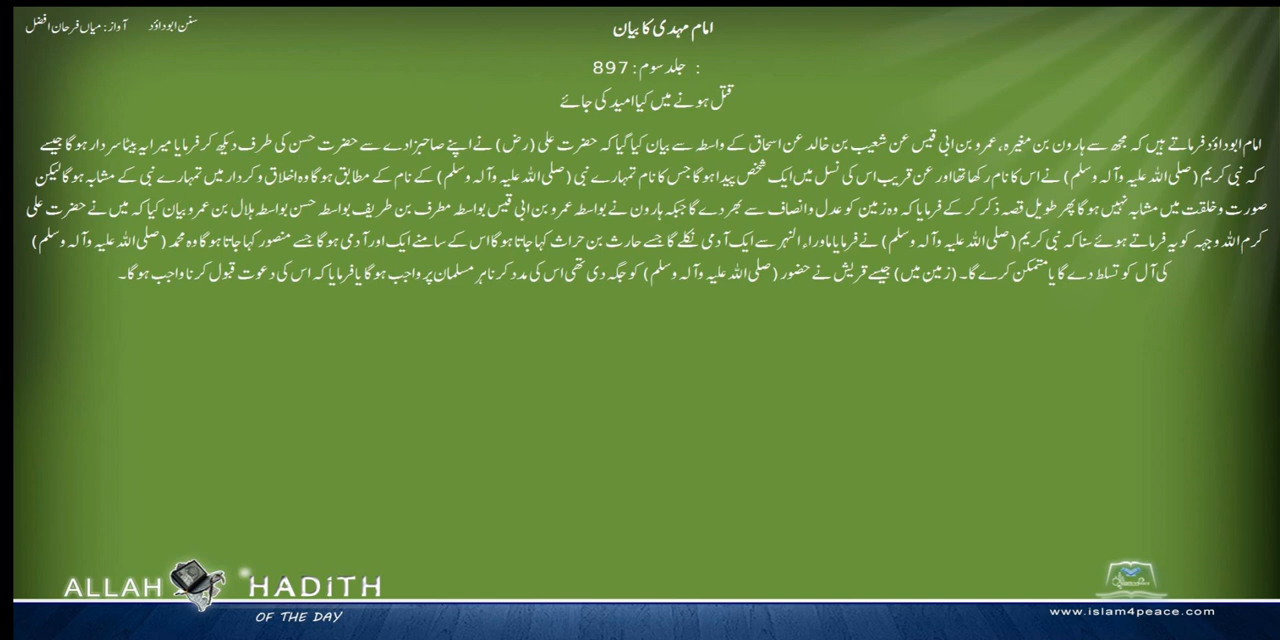 سنن ابوداؤد
آواز: میاں فرحان افضل
امام مہدی کا بیان
: جلد سوم: 897
قتل ہونے میں کیا امید کی جائے
امام ابوداؤد فرماتے ہیں کہ مجھ سے ہارون بن مغیرہ، عمرو بن ابی قیس عن شعیب بن خالد عن اسحاق کے واسطہ سے بیان کیا گیا کہ حضرت علی (رض) نے اپنے صاحبزادے سے حضرت حسن کی طرف دیکھ کر فرمایا میرا یہ بیٹا سردار ہوگا جیسے
کہ نبی کریم (صلی اللہ علیہ وآلہ وسلم) نے اس کا نام رکھا تھا اور عن قریب اس کی نسل میں ایک شخص پیدا ہوگا جس کا نام تمہارے نبی (صلی اللہ علیہ وآلہ وسلم) کے نام کے مطابق ہوگا وہ اخلاق و کردار میں تمہارے نبی کے مشابہ ہوگا لیکن
صورت و خلقت میں مشابہ نہیں ہوگا پھر طویل قصہ ذکر کر کے فرمایا کہ وہ زمین کو عدل و انصاف سے بھر دے گا جبکہ ہارون نے بواسطہ عمرو بن ابی قیس بواسطہ مطرف بن طریف بواسطہ حسن بواسطہ ہلال بن عمرو بیان کیا کہ میں نے حضرت علی
کرم اللہ وجہہ کو یہ فرماتے ہوئے سنا کہ نبی کریم (صلی اللہ علیہ وآلہ وسلم) نے فرمایا ماوراء النہر سے ایک آدمی نکلے گا جسے حارث بن حراث کہا جاتا ہوگا اس کے سامنے ایک اور آدمی ہوگا جسے منصور کہا جاتا ہوگا وہ محمد (صلی اللہ علیہ وآلہ وسلم)
کی آل کو تسلط دے گا یا متمکن کرے گا۔ (زمین میں) جیسے قریش نے حضور (صلی اللہ علیہ وآلہ وسلم) کو جگہ دی تھی اس کی مدد کرنا ہر مسلمان پر واجب ہوگا یا فرمایا کہ اس کی دعوت قبول کرنا واجب ہوگا۔
ALLAH HADITH
OF THE DAY
www.islam4peace.com